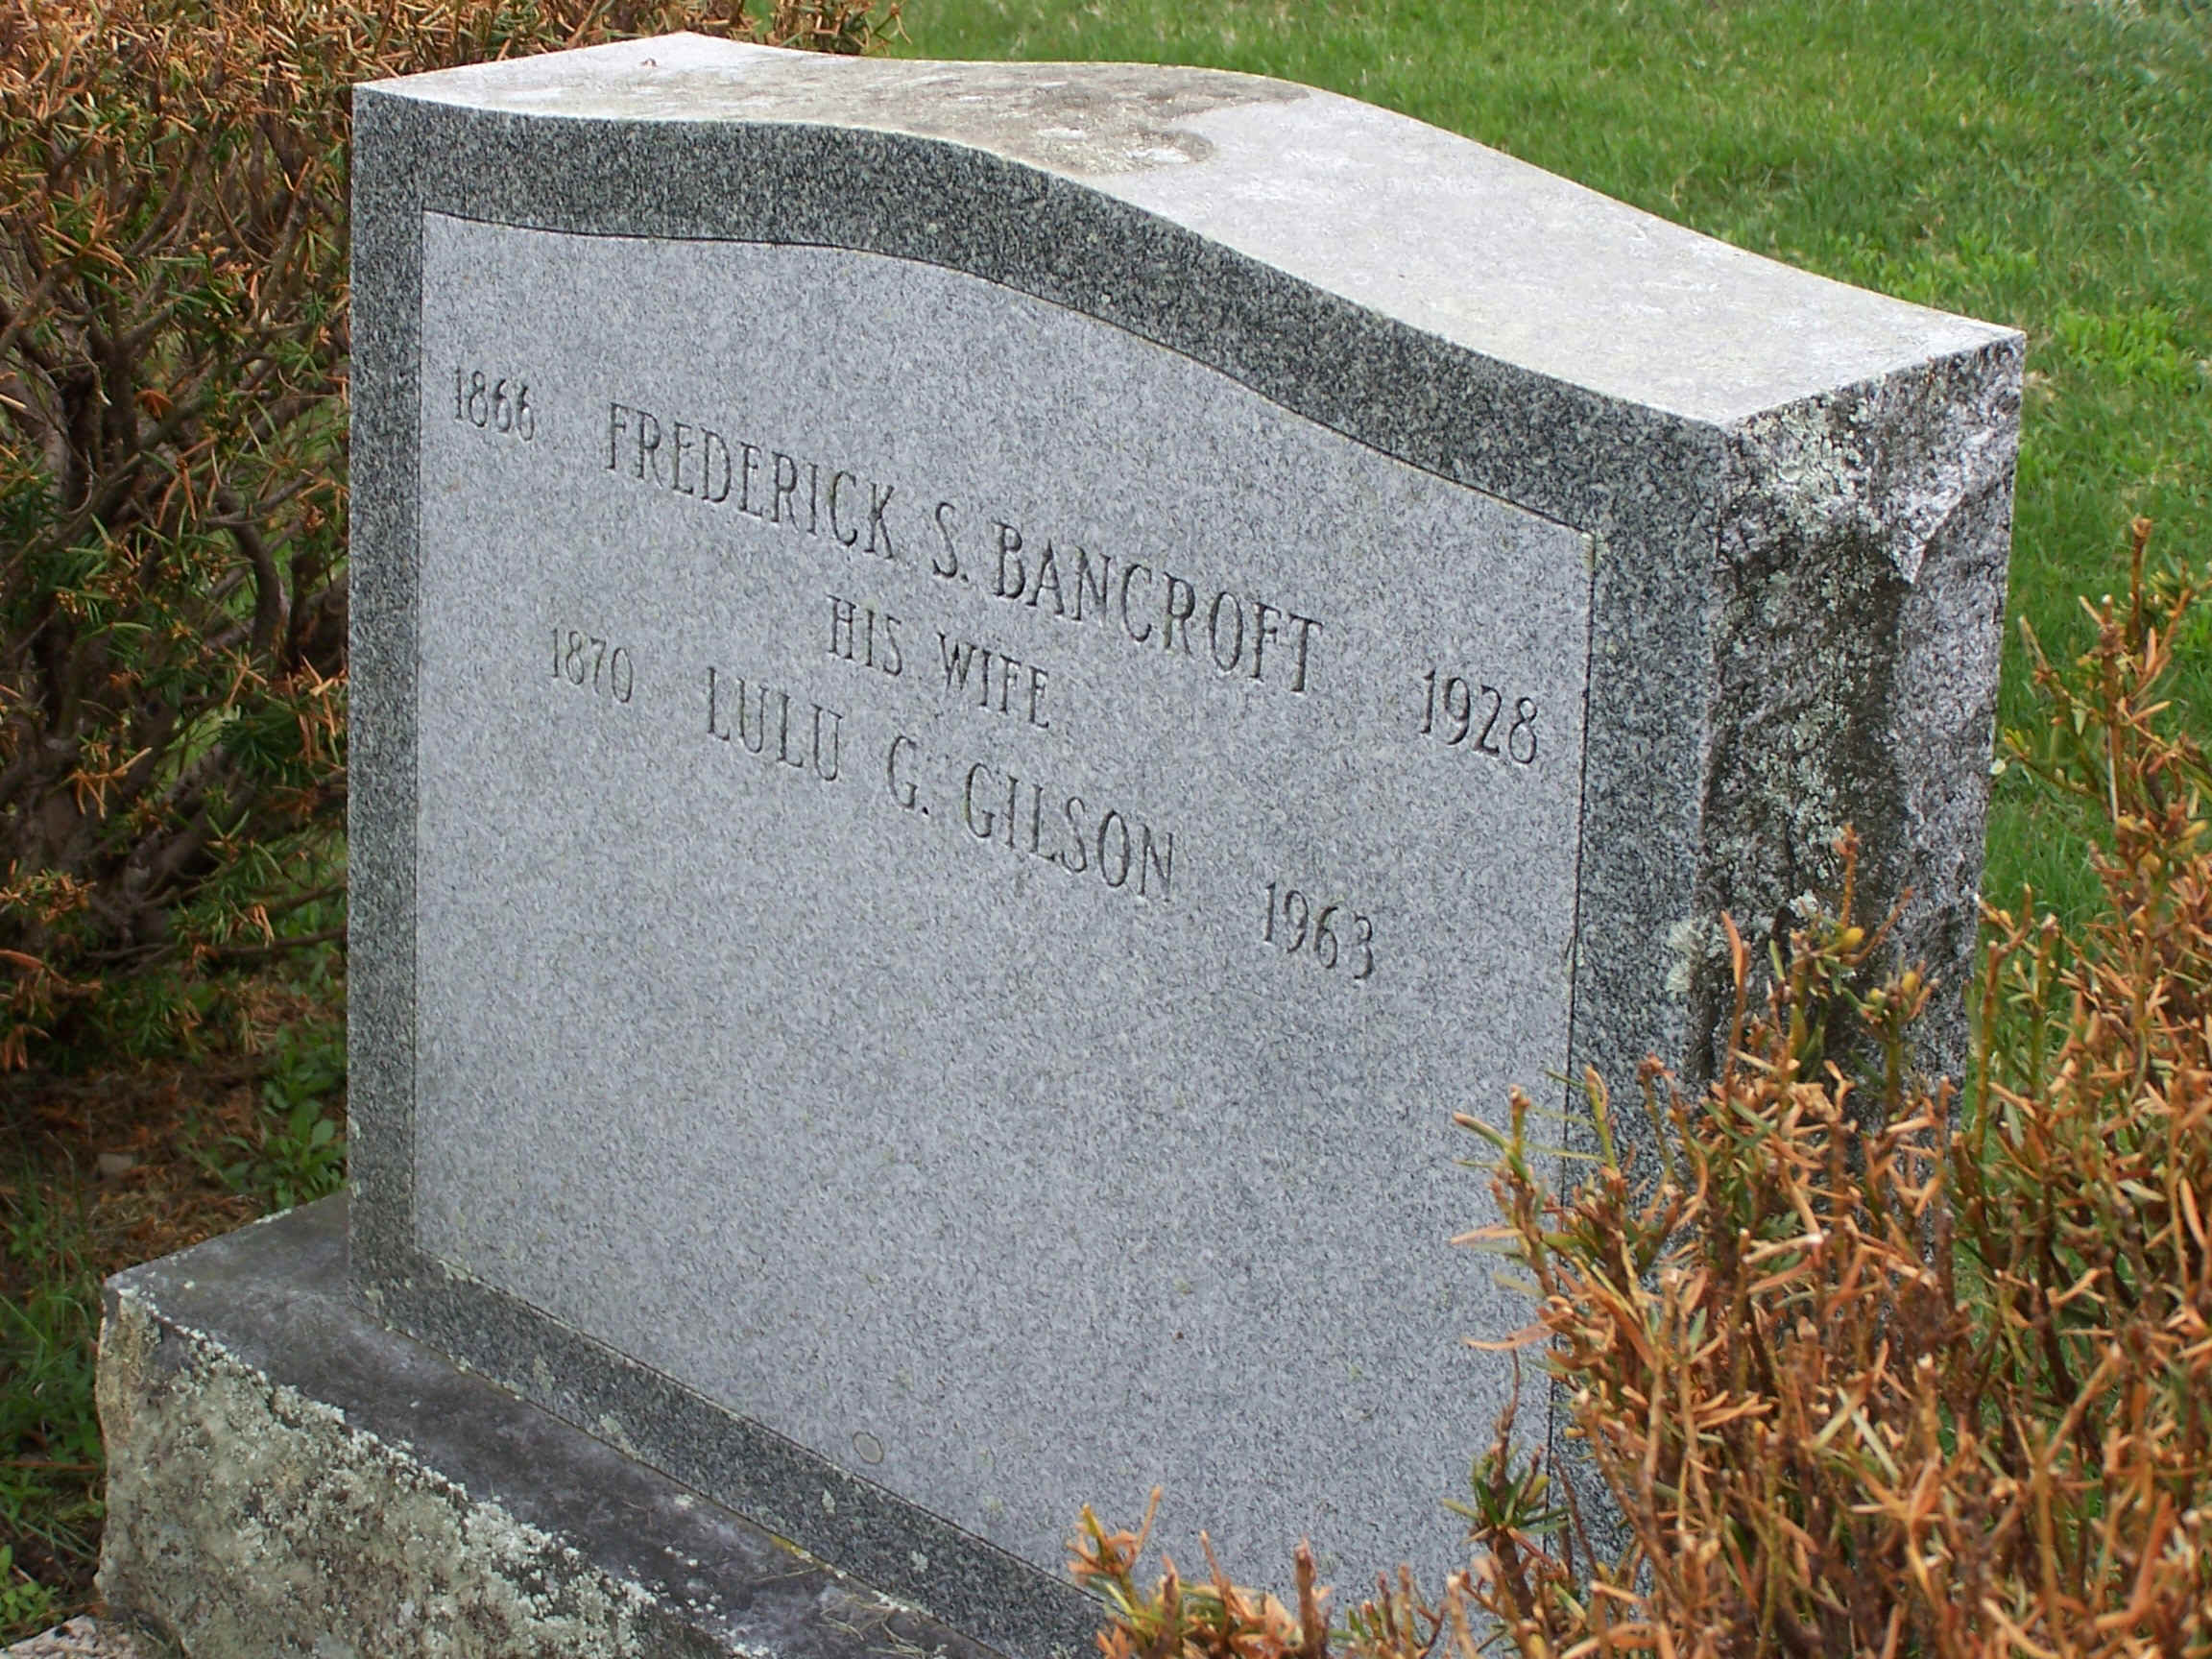 1866 FREDERICK S. BANCROFT 1928
HIS WIFE
1870 LULU G. GILSON 1963